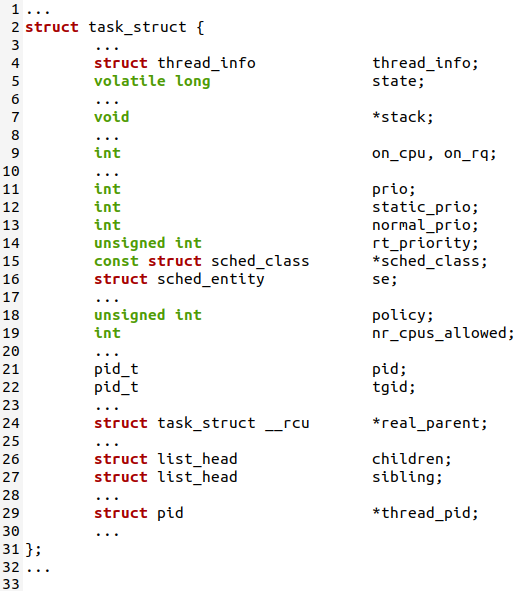 1 ...
2 struct task_struct {
3         ...
4         struct thread_info             thread_info;
5         volatile long                  state;
6         ...
7         void                           *stack;
8         ...
9         int                            on_cpu, on_rq;
10         ...
11         int                            prio;
12         int                            static_prio;
13         int                            normal_prio;
14         unsigned int                   rt_priority;
15         const struct sched_class       *sched_class;
16         struct sched_entity            se;
17         ...
18         unsigned int                   policy;
19         int                            nr_cpus_allowed;
20         ...
21         pid_t                          pid;
22         pid_t                          tgid;
23         ...
24         struct task_struct __rcu       *real_parent;
25         ...
26         struct list_head               children;
27         struct list_head               sibling;
28         ...
29         struct pid                     *thread_pid;
30         ...
31 };
32 ...
33